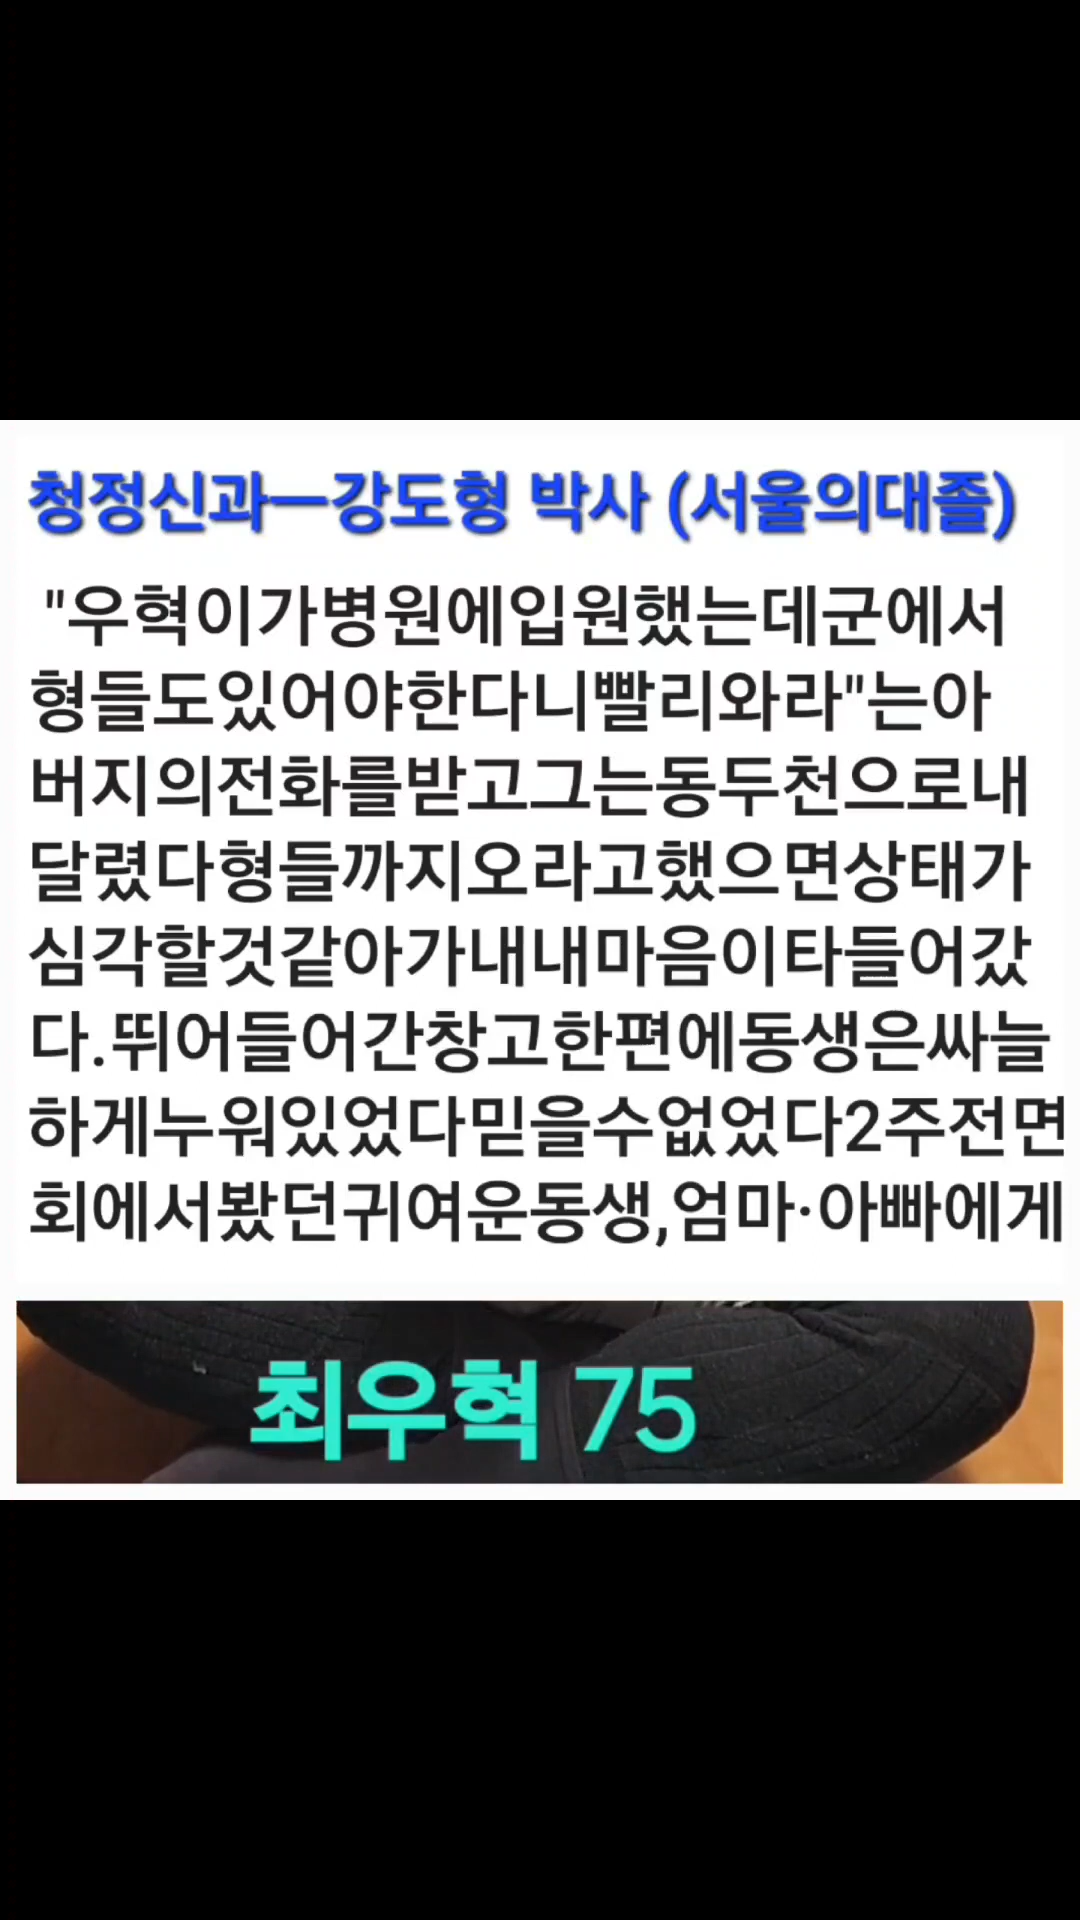 청정신과ㅡ강도형 박사 (서울의대졸)
"우혁이가병원에입원했는데군에서
형들도있어야한다니빨리와라"는아
버지의전화를받고그는동두천으로내
달렸다형들까지오라고했으면상태가
심각할것같아가내내마음이타들어갔
다.뛰어들어간창고한편에동생은싸늘
하게누워있었다믿을수없었다2주전면
회에서봤던귀여운동생,엄마·아빠에게
최우혁 75